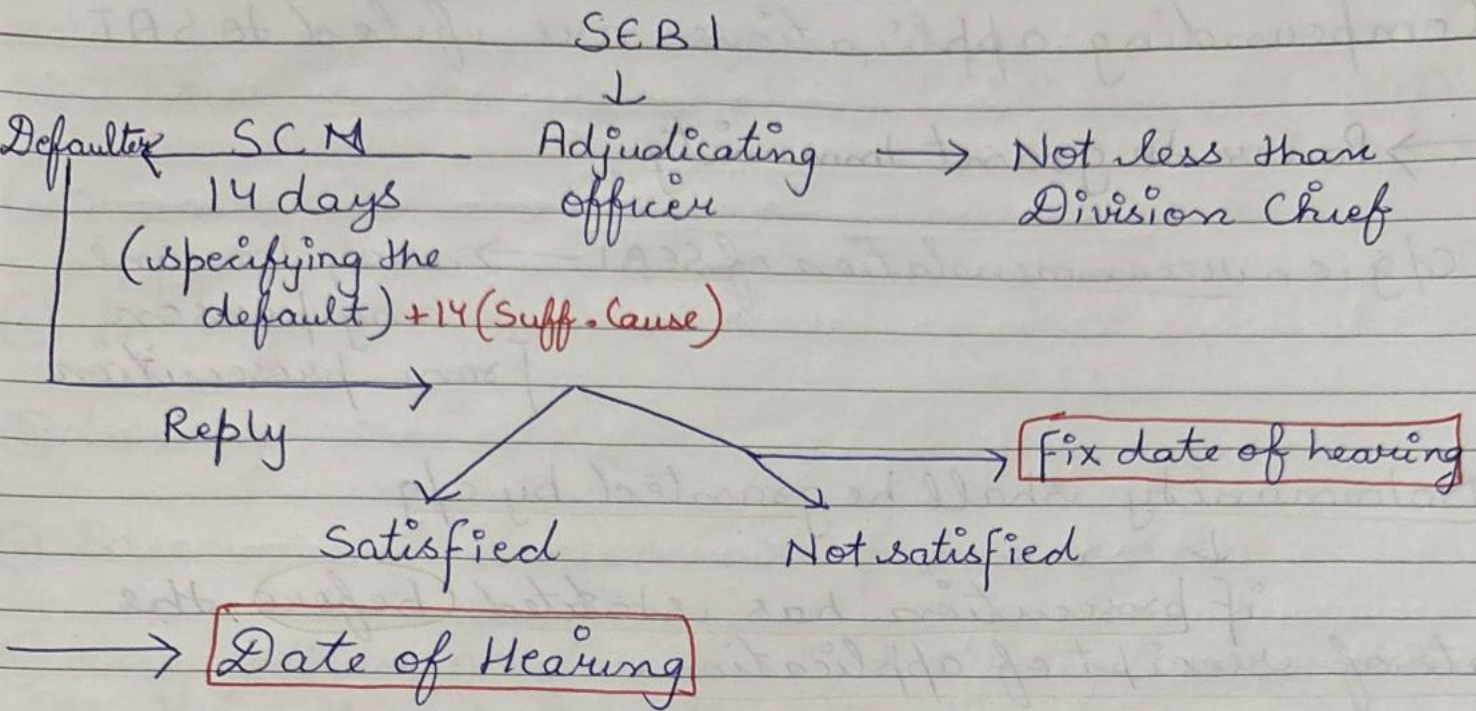 SEBI
↓
Defaulter ← SCN Adjudicating → Not less than
14 days officer Division Chief
(specifying the
default) +14 (Suff. Cause)
Reply
Fix date of hearing
Satisfied Not satisfied
→ Date of Hearing